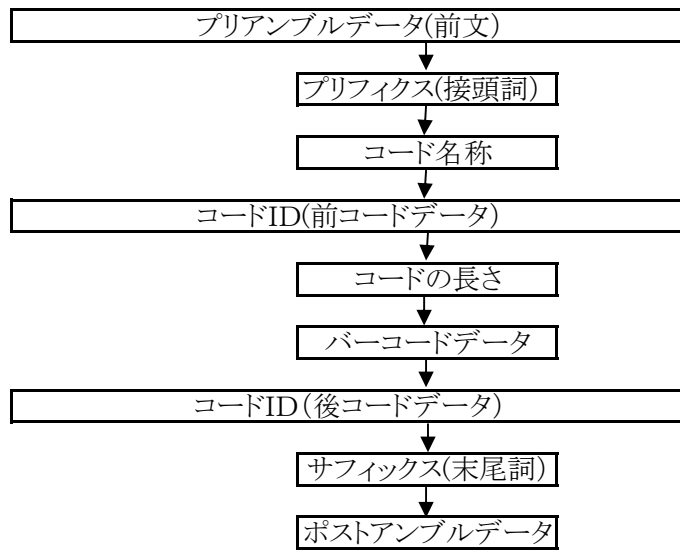 プリアンブルデータ(前文)
プリフィクス(接頭詞)
コード名称
コードID(前コードデータ)
コードの長さ
バーコードデータ
コードID(後コードデータ)
サフィックス(末尾詞)
ポストアンブルデータ